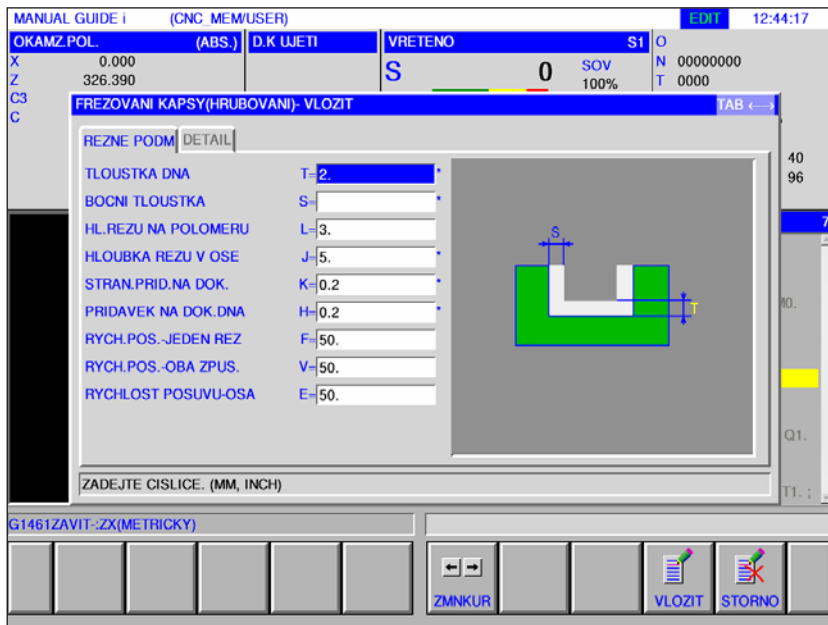 MANUAL GUIDE i (CNC_MEM/USER) EDIT 12:44:17
OKAMZ.POL. (ABS.) D.K UJETI VRETENO S1 O
X 0.000 S 0 SOV N 00000000
Z 326.390 100% T 0000
C3
C
FREZOVANI KAPSY(HRUBOVANI)- VLOZIT TAB ←→
REZNE PODM DETAIL
TLOUSTKA DNA T=2. *
BOCNI TLOUSTKA S= *
HL.REZU NA POLOMERU L=3.
HLOUBKA REZU V OSE J=5. *
STRAN.PRID.NA DOK. K=0.2 *
PRIDAVEK NA DOK.DNA H=0.2 *
RYCH.POS.-JEDEN REZ F=50.
RYCH.POS.-OBA ZPUS. V=50.
RYCHLOST POSUVU-OSA E=50.
S
T
40
96
7
M0.
Q1.
T1. ;
ZADEJTE CISLICE. (MM, INCH)
G1461ZAVIT-:ZX(METRICKY)
ZMNKUR VLOZIT STORNO